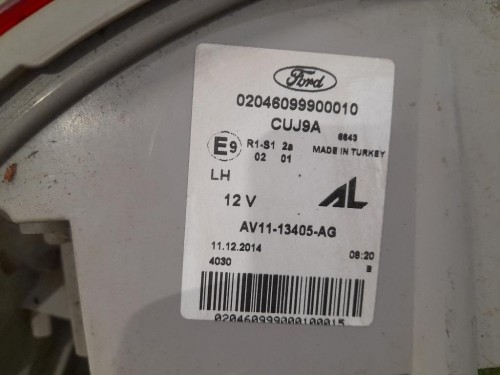 Ford
02046099900010
CUJ9A
6643
E9 R1-S1 2a MADE IN TURKEY
02 01
LH
12 V
AL
AV11-13405-AG
11.12.2014 08:20
4030 B
020460999000100015